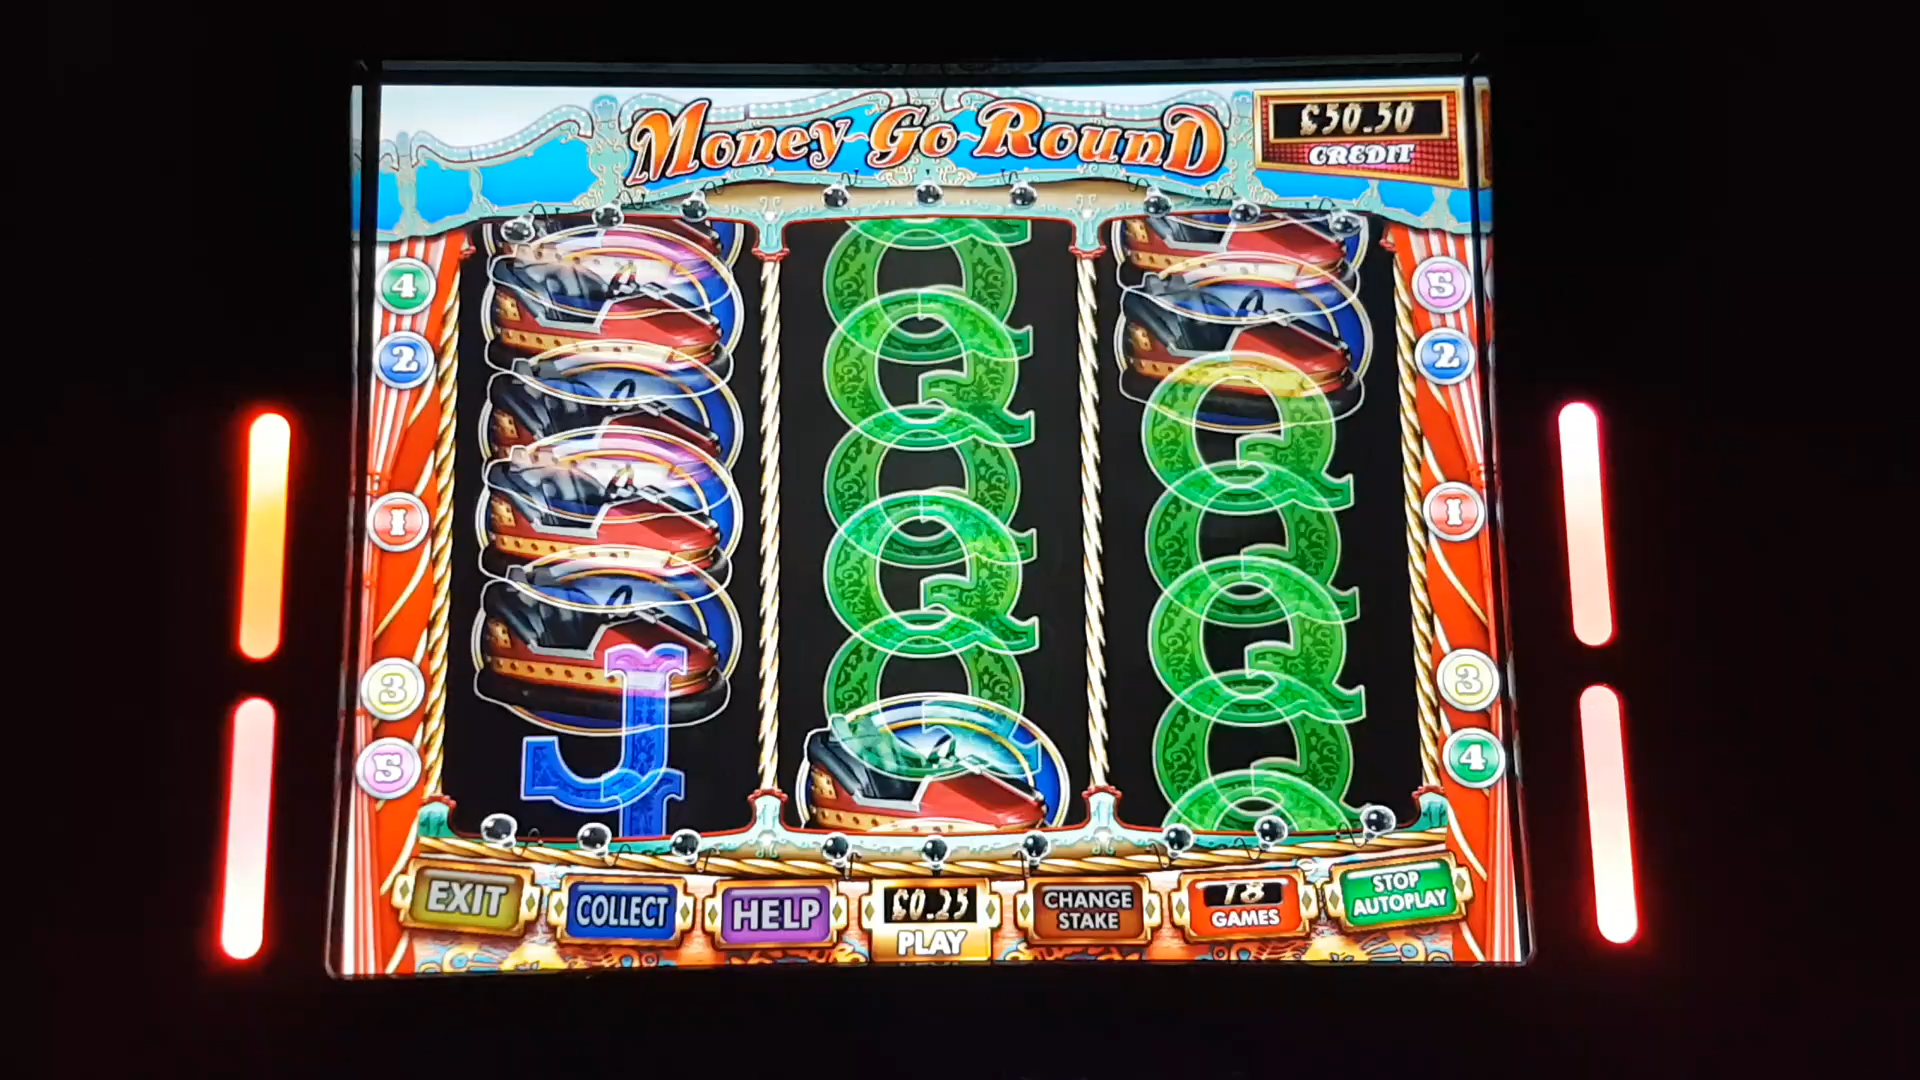 Money Go Round
£50.50
CREDIT
4
2
1
3
5
5
2
1
3
4
J
Q
Q
Q
Q
Q
Q
Q
Q
Q
Q
EXIT
COLLECT
HELP
£0.25
PLAY
CHANGE
STAKE
18
GAMES
STOP
AUTOPLAY